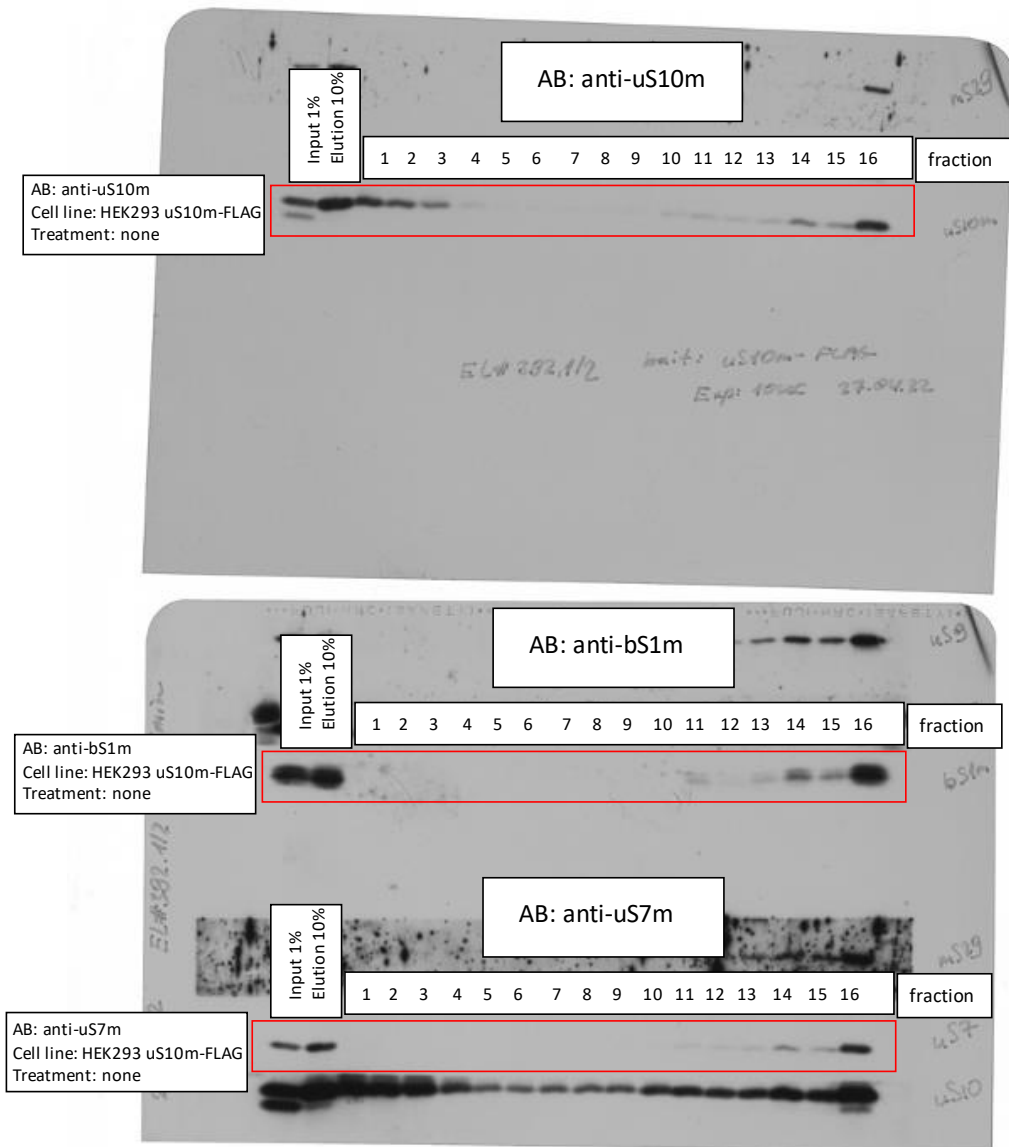 AB: anti-uS10m
mS29
Input 1%
Elution 10%
1 2 3 4 5 6 7 8 9 10 11 12 13 14 15 16
fraction
AB: anti-uS10m
Cell line: HEK293 uS10m-FLAG
Treatment: none
uS10m
bait: uS10m-FLAG
AB: anti-bS1m
uS9
Input 1%
Elution 10%
1 2 3 4 5 6 7 8 9 10 11 12 13 14 15 16
fraction
AB: anti-bS1m
Cell line: HEK293 uS10m-FLAG
Treatment: none
bS1m
AB: anti-uS7m
mS29
Input 1%
Elution 10%
1 2 3 4 5 6 7 8 9 10 11 12 13 14 15 16
fraction
AB: anti-uS7m
Cell line: HEK293 uS10m-FLAG
Treatment: none
uS7
uS10